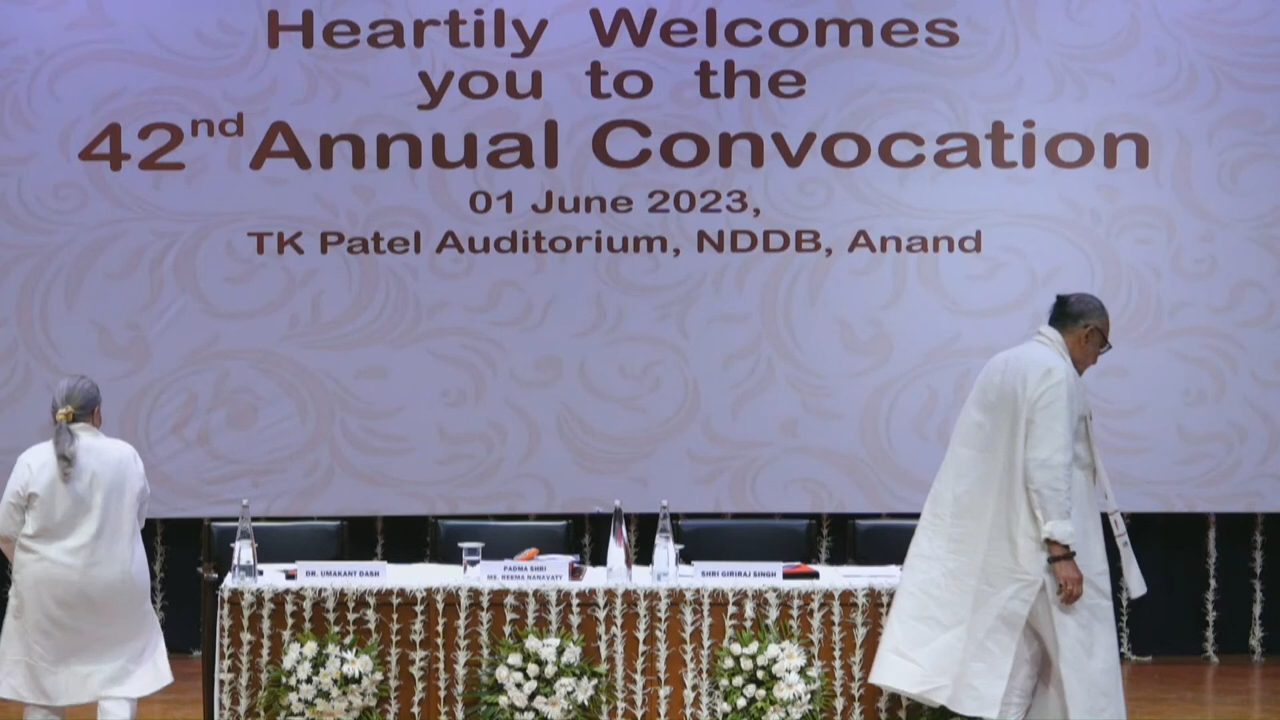 Heartily Welcomes
you to the
42nd Annual Convocation
01 June 2023,
TK Patel Auditorium, NDDB, Anand
DR. UMAKANT DASH
PADMA SHRI
MS. REEMA NANAVATY
SHRI GIRIRAJ SINGH